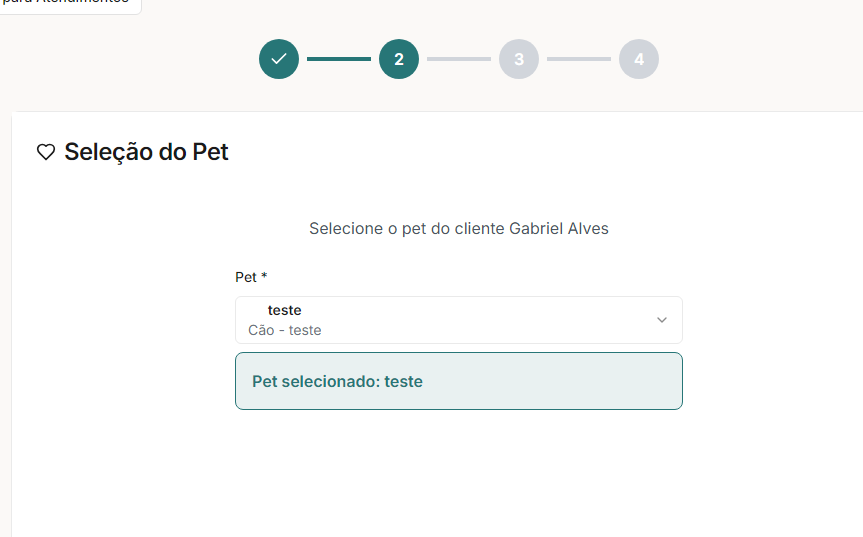 para Atendimentos
2
3
4
Seleção do Pet
Selecione o pet do cliente Gabriel Alves
Pet *
teste
Cão - teste
Pet selecionado: teste